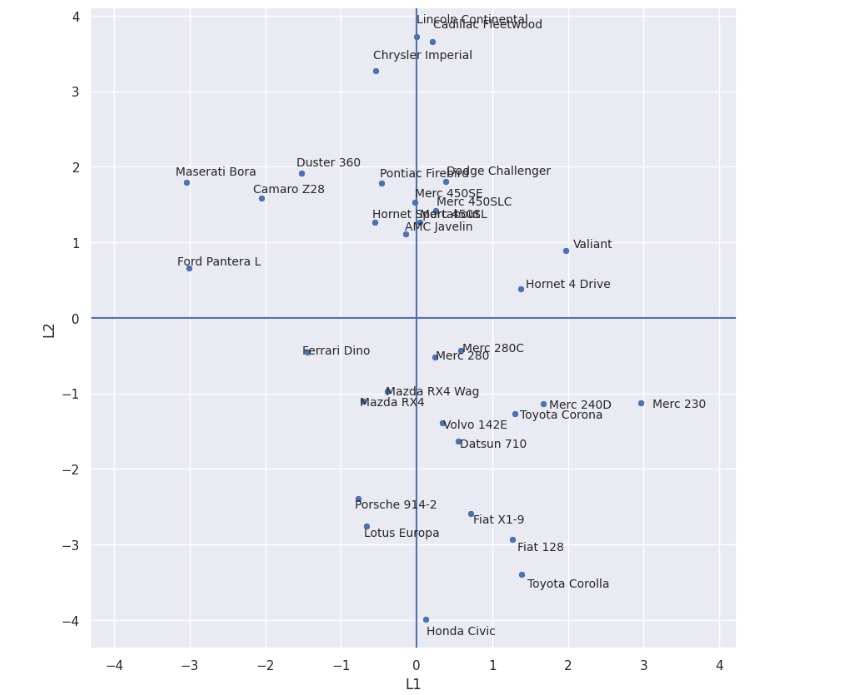 4
Lincoln Continental
Cadillac Fleetwood
Chrysler Imperial
3
2
Duster 360
Maserati Bora
Pontiac Firebird
Dodge Challenger
Camaro Z28
Merc 450SE
Merc 450SLC
Hornet Sportabout
Merc 450SL
AMC Javelin
1
Valiant
Ford Pantera L
Hornet 4 Drive
0
L2
Ferrari Dino
Merc 280C
Merc 280
−1
Mazda RX4 Wag
Mazda RX4
Merc 240D
Merc 230
Toyota Corona
Volvo 142E
Datsun 710
−2
Porsche 914-2
Fiat X1-9
Lotus Europa
−3
Fiat 128
Toyota Corolla
−4
Honda Civic
−4 −3 −2 −1 0 1 2 3 4
L1